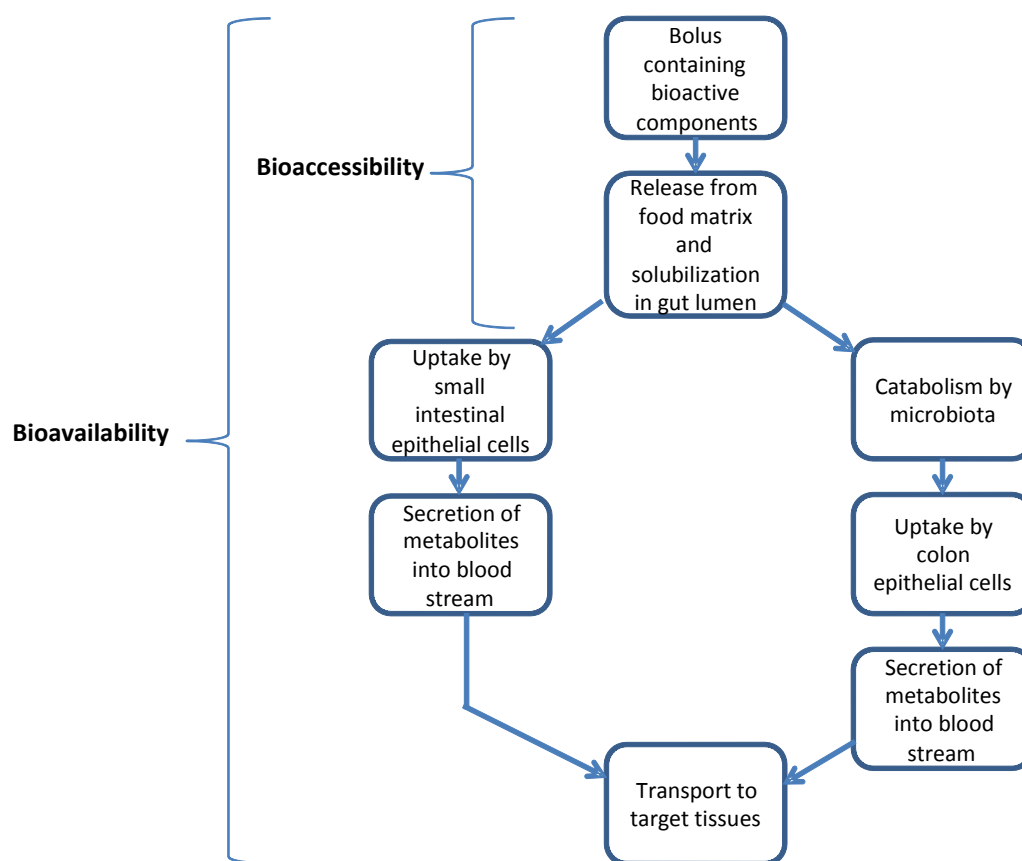 Bolus
containing
bioactive
components
Bioaccessibility
Release from
food matrix
and
solubilization
in gut lumen
Uptake by
small
intestinal
epithelial cells
Catabolism by
microbiota
Bioavailability
Secretion of
metabolites
into blood
stream
Uptake by
colon
epithelial cells
Secretion of
metabolites
into blood
stream
Transport to
target tissues